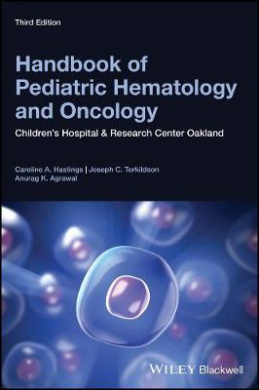 Third Edition
Handbook of
Pediatric Hematology
and Oncology
Children's Hospital & Research Center Oakland
Caroline A. Hastings | Joseph C. Torkildson
Anurag K. Agrawal
WILEY Blackwell